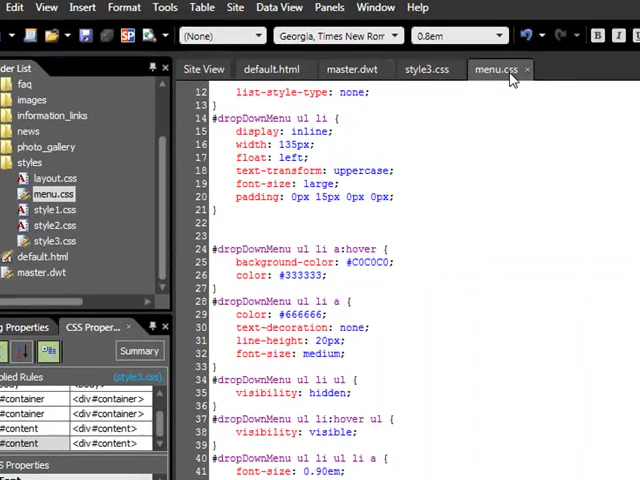 Edit View Insert Format Tools Table Site Data View Panels Window Help
(None) Georgia, Times New Rom 0.8em B I
der List
Site View default.html master.dwt style3.css menu.css ×
faq
images
information_links
news
photo_gallery
styles
layout.css
menu.css
style1.css
style2.css
style3.css
default.html
master.dwt
g Properties CSS Proper... ×
Summary
plied Rules (style3.css)
#container <div#container>
#container <div#container>
#content <div#content>
#content <div#content>
S Properties
12 list-style-type: none;
13 }
14 #dropDownMenu ul li {
15 display: inline;
16 width: 135px;
17 float: left;
18 text-transform: uppercase;
19 font-size: large;
20 padding: 0px 15px 0px 0px;
21 }
22
23
24 #dropDownMenu ul li a:hover {
25 background-color: #C0C0C0;
26 color: #333333;
27 }
28 #dropDownMenu ul li a {
29 color: #666666;
30 text-decoration: none;
31 line-height: 20px;
32 font-size: medium;
33 }
34 #dropDownMenu ul li ul {
35 visibility: hidden;
36 }
37 #dropDownMenu ul li:hover ul {
38 visibility: visible;
39 }
40 #dropDownMenu ul li ul li a {
41 font-size: 0.90em;